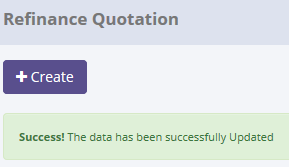 Refinance Quotation
+ Create
Success! The data has been successfully Updated